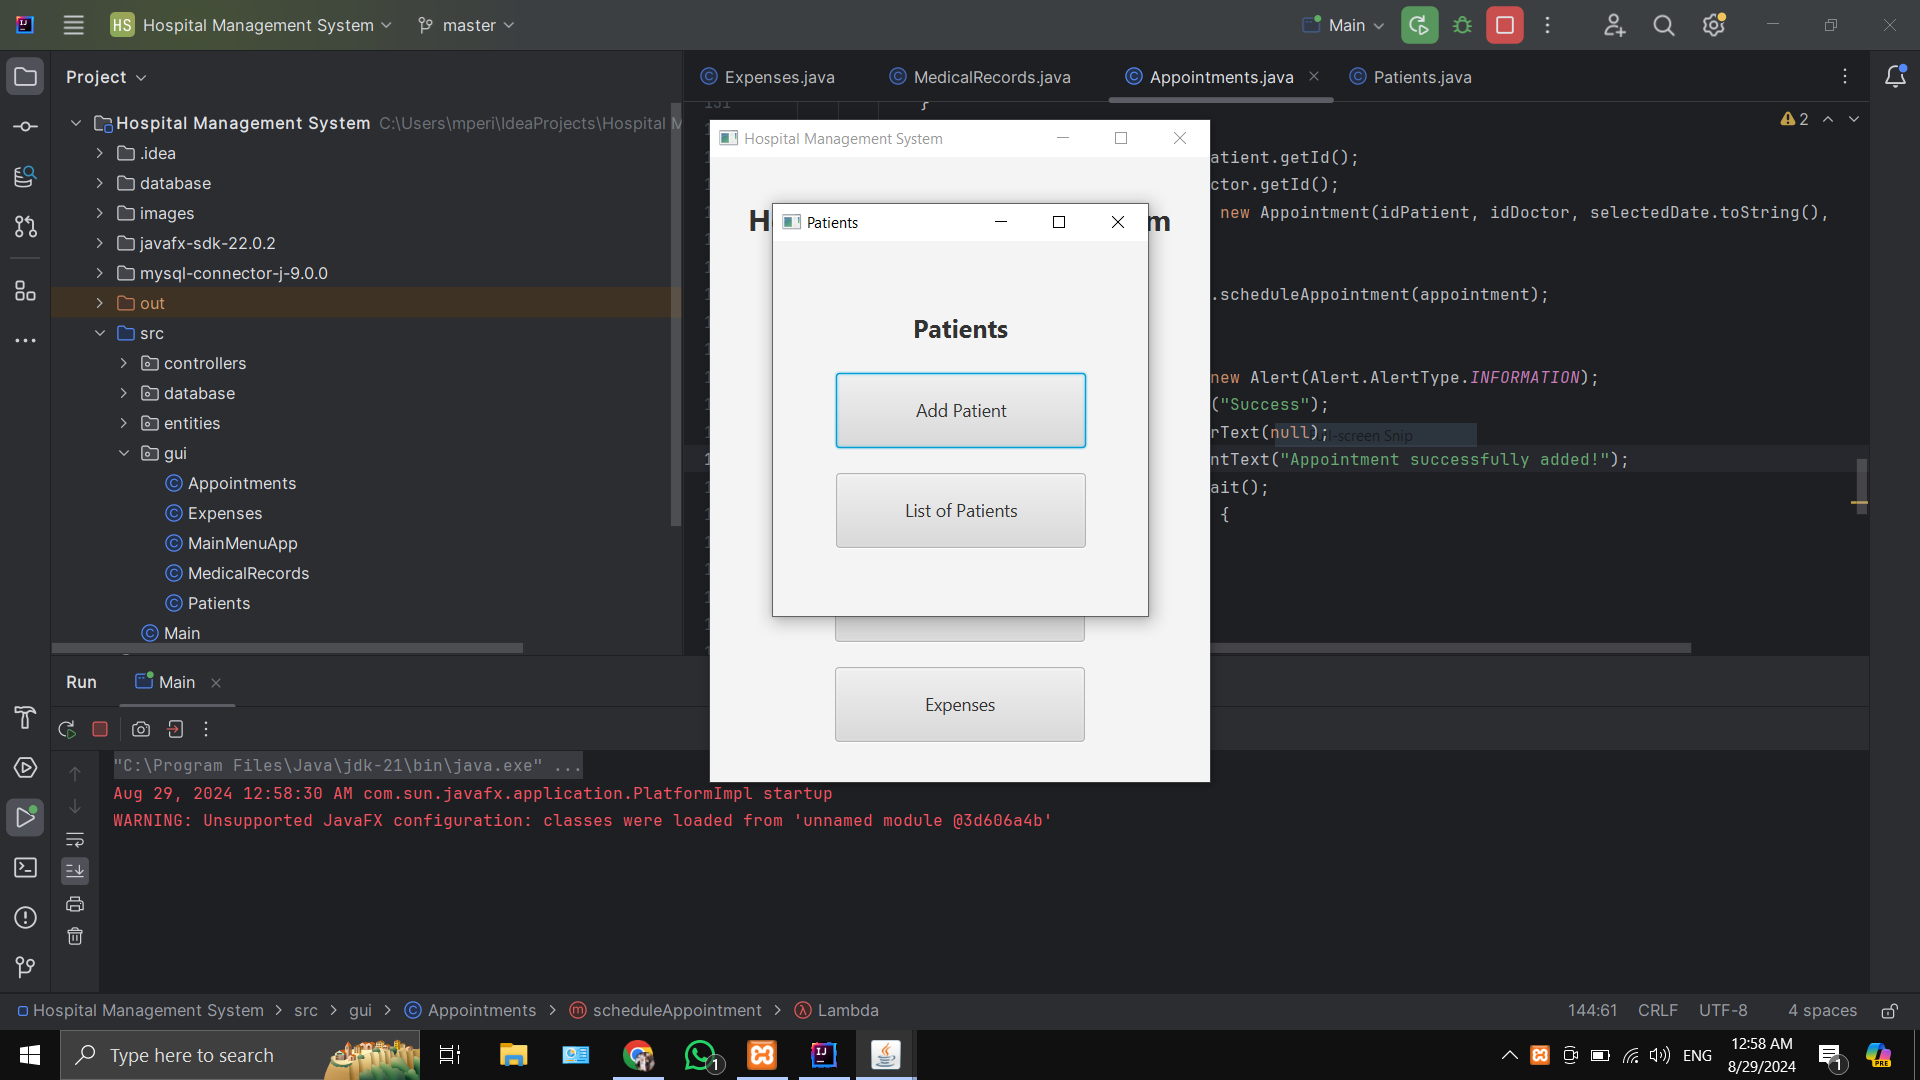 HS Hospital Management System master Main
Project
Expenses.java MedicalRecords.java Appointments.java Patients.java
Hospital Management System C:\Users\mperi\IdeaProjects\Hospital M
.idea
database
images
javafx-sdk-22.0.2
mysql-connector-j-9.0.0
out
src
controllers
database
entities
gui
Appointments
Expenses
MainMenuApp
MedicalRecords
Patients
Main
151 }
2
atient.getId();
ctor.getId();
new Appointment(idPatient, idDoctor, selectedDate.toString(),
.scheduleAppointment(appointment);
new Alert(Alert.AlertType.INFORMATION);
("Success");
rText(null);
-screen Snip
ntText("Appointment successfully added!");
ait();
{
Hospital Management System
H m
Patients
Patients
Add Patient
List of Patients
Expenses
Run Main
"C:\Program Files\Java\jdk-21\bin\java.exe" ...
Aug 29, 2024 12:58:30 AM com.sun.javafx.application.PlatformImpl startup
WARNING: Unsupported JavaFX configuration: classes were loaded from 'unnamed module @3d606a4b'
Hospital Management System > src > gui > Appointments > scheduleAppointment > Lambda
144:61 CRLF UTF-8 4 spaces
Type here to search
1
ENG
12:58 AM
8/29/2024
1
PRE